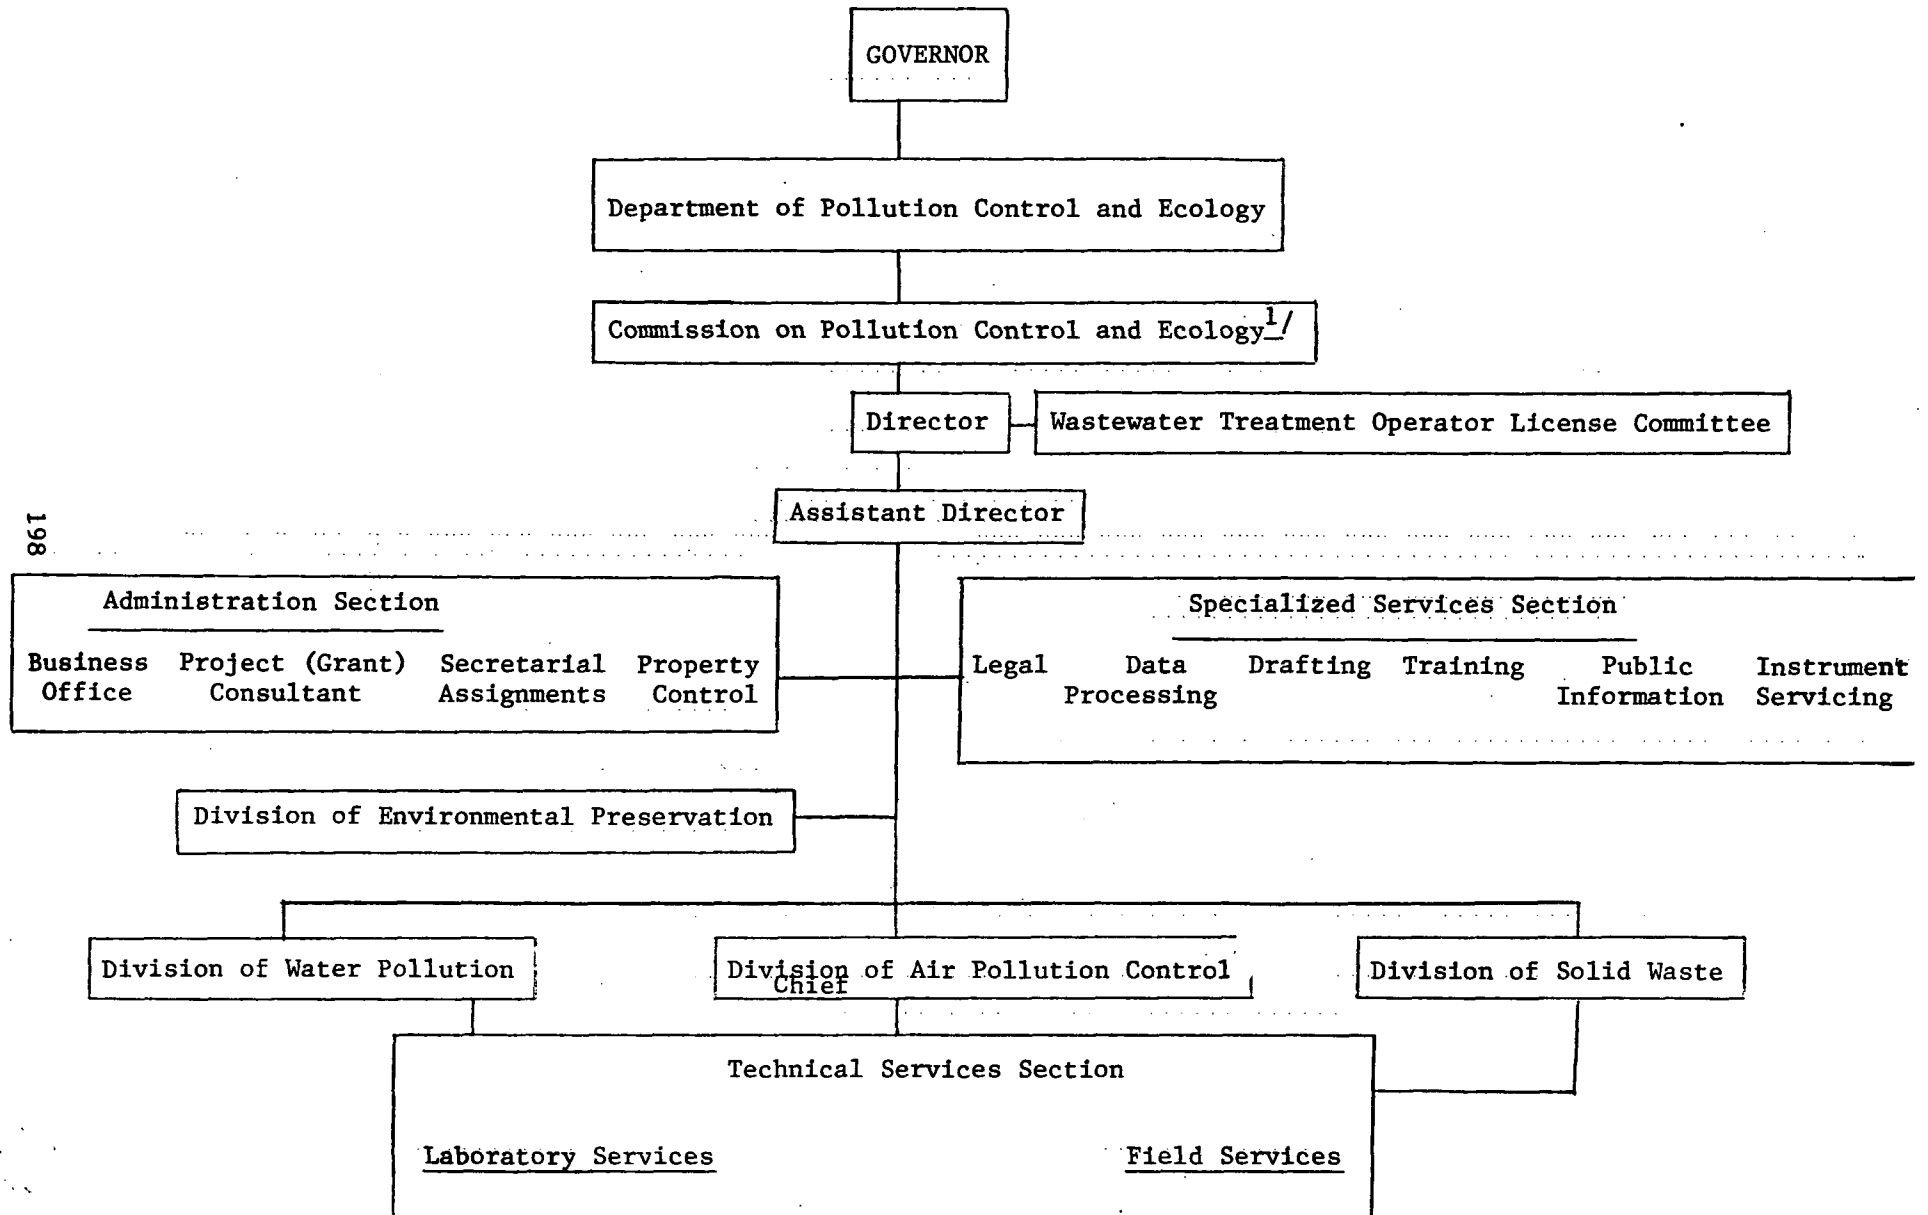 GOVERNOR
Department of Pollution Control and Ecology
Commission on Pollution Control and Ecology 1/
Director
Wastewater Treatment Operator License Committee
Assistant Director
198
Administration Section
Business Office
Project (Grant) Consultant
Secretarial Assignments
Property Control
Specialized Services Section
Legal
Data Processing
Drafting
Training
Public Information
Instrument Servicing
Division of Environmental Preservation
Division of Water Pollution
Division of Air Pollution Control
Chief
Division of Solid Waste
Technical Services Section
Laboratory Services
Field Services